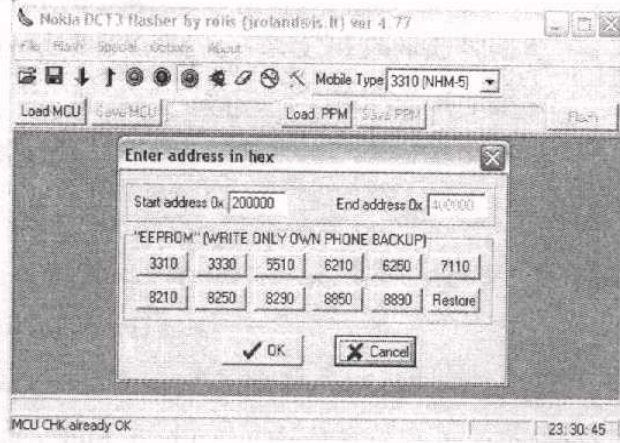 Nokia DCT3 flasher by rolis (jroland@is.lt) ver 4.77
File Flash Special Options About
Mobile Type 3310 (NHM-5)
Load MCU Save MCU Load PPM Save PPM Flash
Enter address in hex
Start address 0x 200000 End address 0x 400000
"EEPROM" (WRITE ONLY OWN PHONE BACKUP)
3310 3330 5510 6210 6250 7110
8210 8250 8290 8850 8890 Restore
OK Cancel
MCU CHK already OK 23:30:45